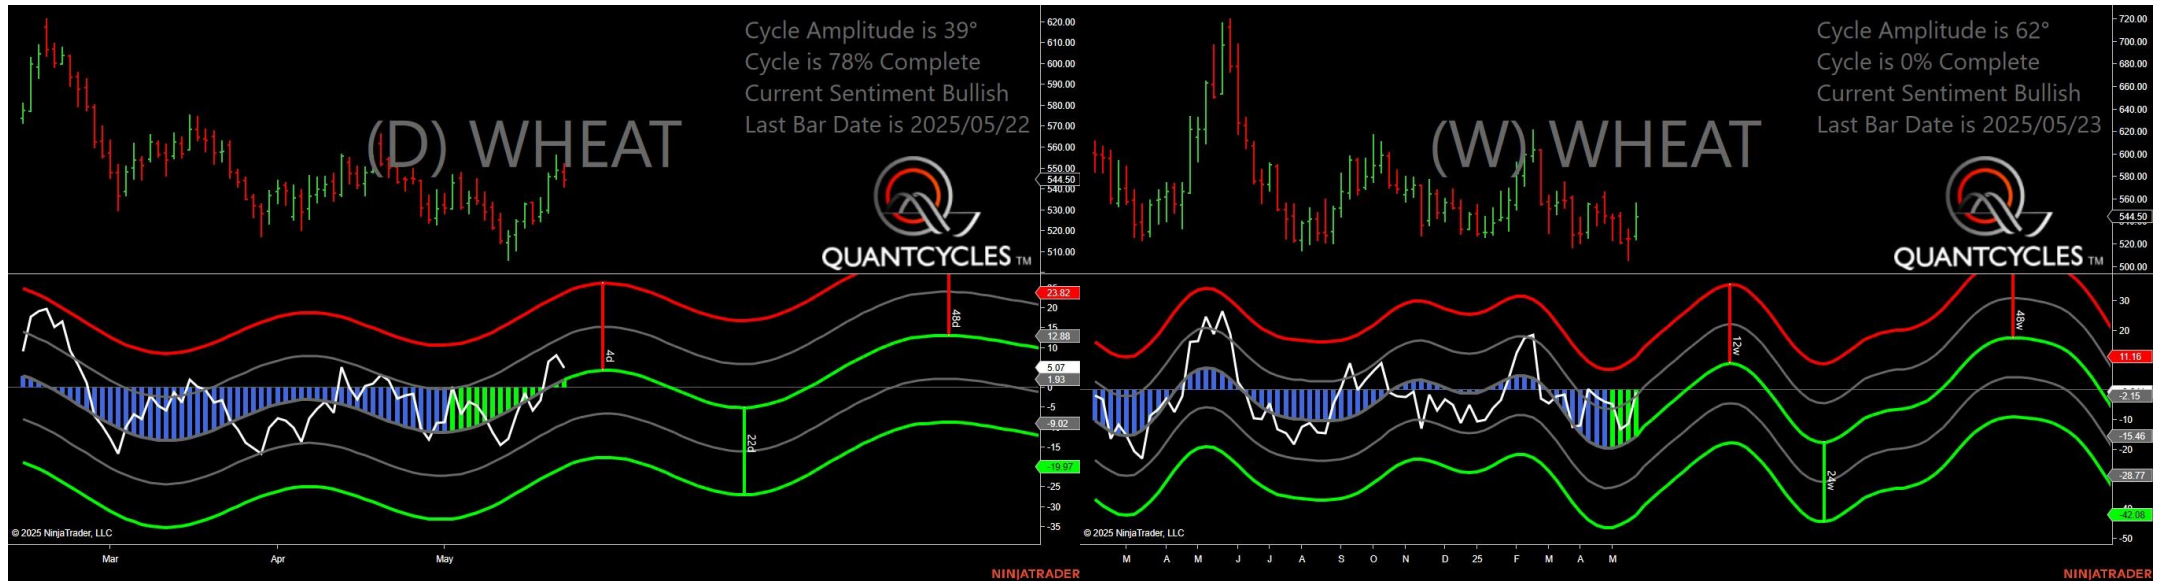 Cycle Amplitude is 39°
Cycle is 78% Complete
Current Sentiment Bullish
Last Bar Date is 2025/05/22
(D) WHEAT
QUANTCYCLES TM
620.00
610.00
600.00
590.00
580.00
570.00
560.00
550.00
544.50
540.00
530.00
520.00
510.00
23.82
20
15
12.88
10
5.07
1.93
0
-5
-9.02
-15
-19.97
-25
-30
-35
4d
22d
48d
© 2025 NinjaTrader, LLC
Mar Apr May
NINJATRADER
Cycle Amplitude is 62°
Cycle is 0% Complete
Current Sentiment Bullish
Last Bar Date is 2025/05/23
(W) WHEAT
QUANTCYCLES TM
720.00
700.00
680.00
660.00
640.00
620.00
600.00
580.00
560.00
544.50
520.00
500.00
30
20
11.16
-2.15
-10
-15.46
-20
-28.77
-42.08
-50
12w
24w
48w
© 2025 NinjaTrader, LLC
M A M J J A S O N D 25 F M A M
NINJATRADER